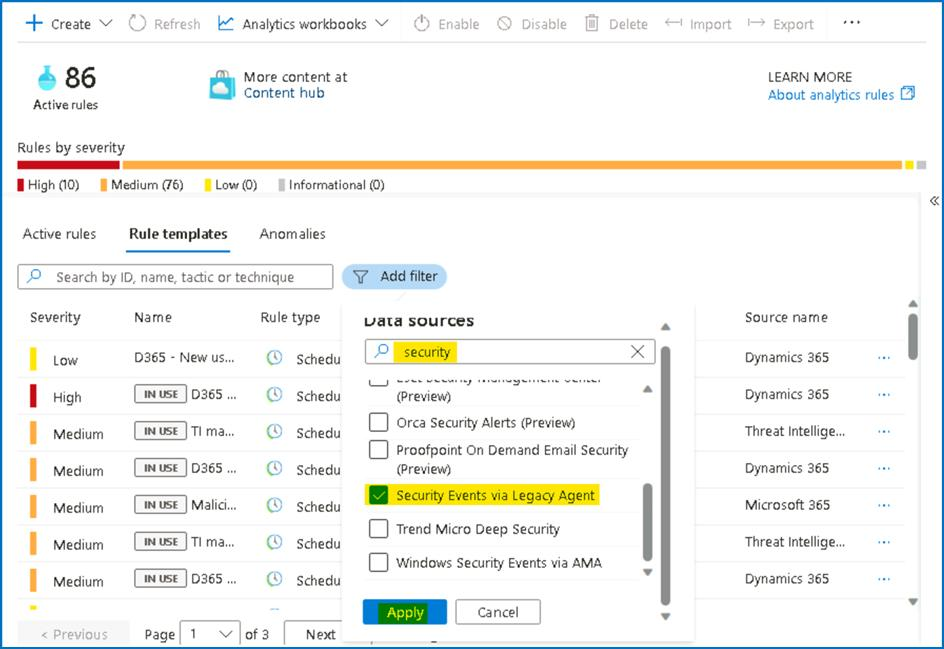 Create Refresh Analytics workbooks Enable Disable Delete Import Export ...
86
Active rules
More content at
Content hub
LEARN MORE
About analytics rules
Rules by severity
High (10) Medium (76) Low (0) Informational (0)
Active rules Rule templates Anomalies
Search by ID, name, tactic or technique
Add filter
Severity Name Rule type Source name
Low D365 - New us... Schedu Dynamics 365 ...
High IN USE D365 ... Schedu Dynamics 365 ...
Medium IN USE TI ma... Schedu Threat Intellige... ...
Medium IN USE D365 ... Schedu Dynamics 365 ...
Medium IN USE Malici... Schedu Microsoft 365 ...
Medium IN USE TI ma... Schedu Threat Intellige... ...
Medium IN USE D365 ... Schedu Dynamics 365 ...
Data sources
security
Eset Security Management Center
(Preview)
Orca Security Alerts (Preview)
Proofpoint On Demand Email Security
(Preview)
Security Events via Legacy Agent
Trend Micro Deep Security
Windows Security Events via AMA
Apply Cancel
< Previous Page 1 of 3 Next